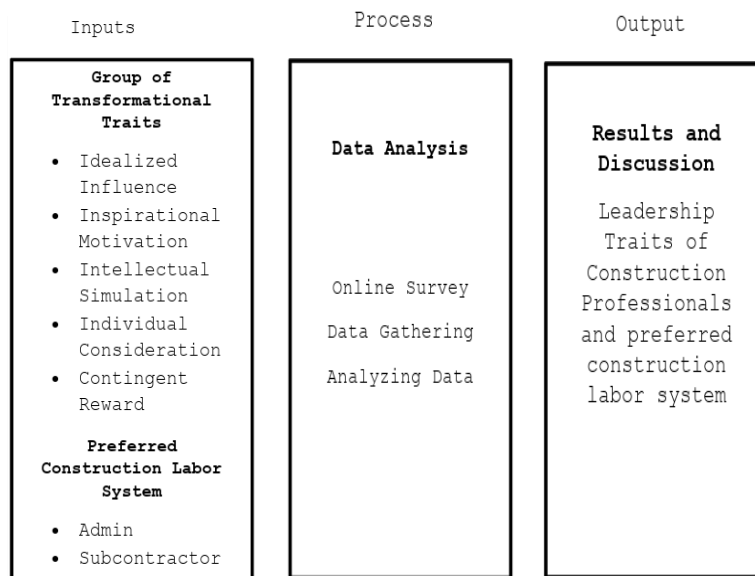 Inputs
Group of
Transformational
Traits
• Idealized
Influence
• Inspirational
Motivation
• Intellectual
Simulation
• Individual
Consideration
• Contingent
Reward
Preferred
Construction Labor
System
• Admin
• Subcontractor
Process
Data Analysis
Online Survey
Data Gathering
Analyzing Data
Output
Results and
Discussion
Leadership
Traits of
Construction
Professionals
and preferred
construction
labor system